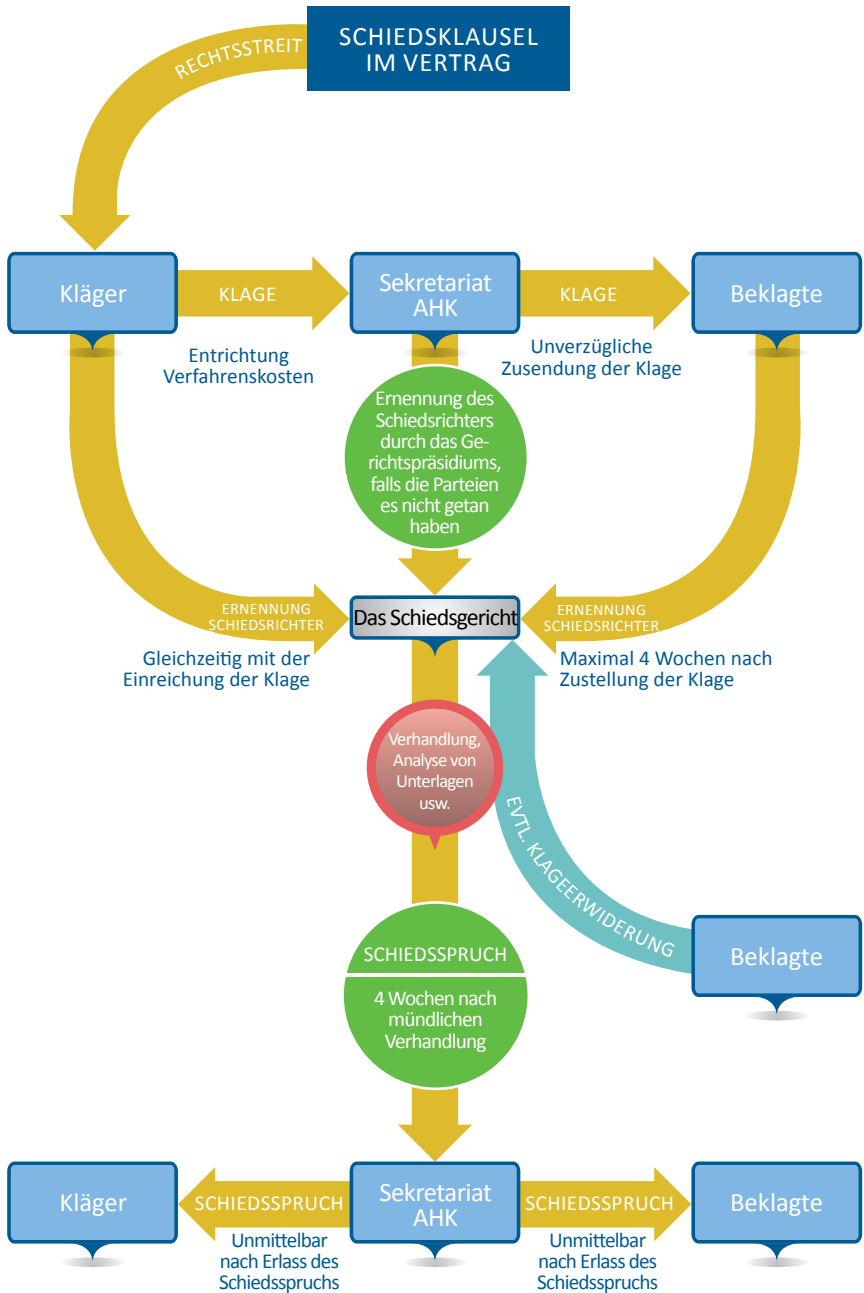 SCHIEDSKLAUSEL
IM VERTRAG
RECHTSSTREIT
Kläger
KLAGE
Sekretariat
AHK
KLAGE
Beklagte
Entrichtung
Verfahrenskosten
Unverzügliche
Zusendung der Klage
Ernennung des
Schiedsrichters
durch das Ge-
richtspräsidiums,
falls die Parteien
es nicht getan
haben
ERNENNUNG
SCHIEDSRICHTER
Das Schiedsgericht
ERNENNUNG
SCHIEDSRICHTER
Gleichzeitig mit der
Einreichung der Klage
Maximal 4 Wochen nach
Zustellung der Klage
Verhandlung,
Analyse von
Unterlagen
usw.
EVTL. KLAGEERWIDERUNG
Beklagte
SCHIEDSSPRUCH
4 Wochen nach
mündlichen
Verhandlung
Kläger
SCHIEDSSPRUCH
Sekretariat
AHK
SCHIEDSSPRUCH
Beklagte
Unmittelbar
nach Erlass des
Schiedsspruchs
Unmittelbar
nach Erlass des
Schiedsspruchs